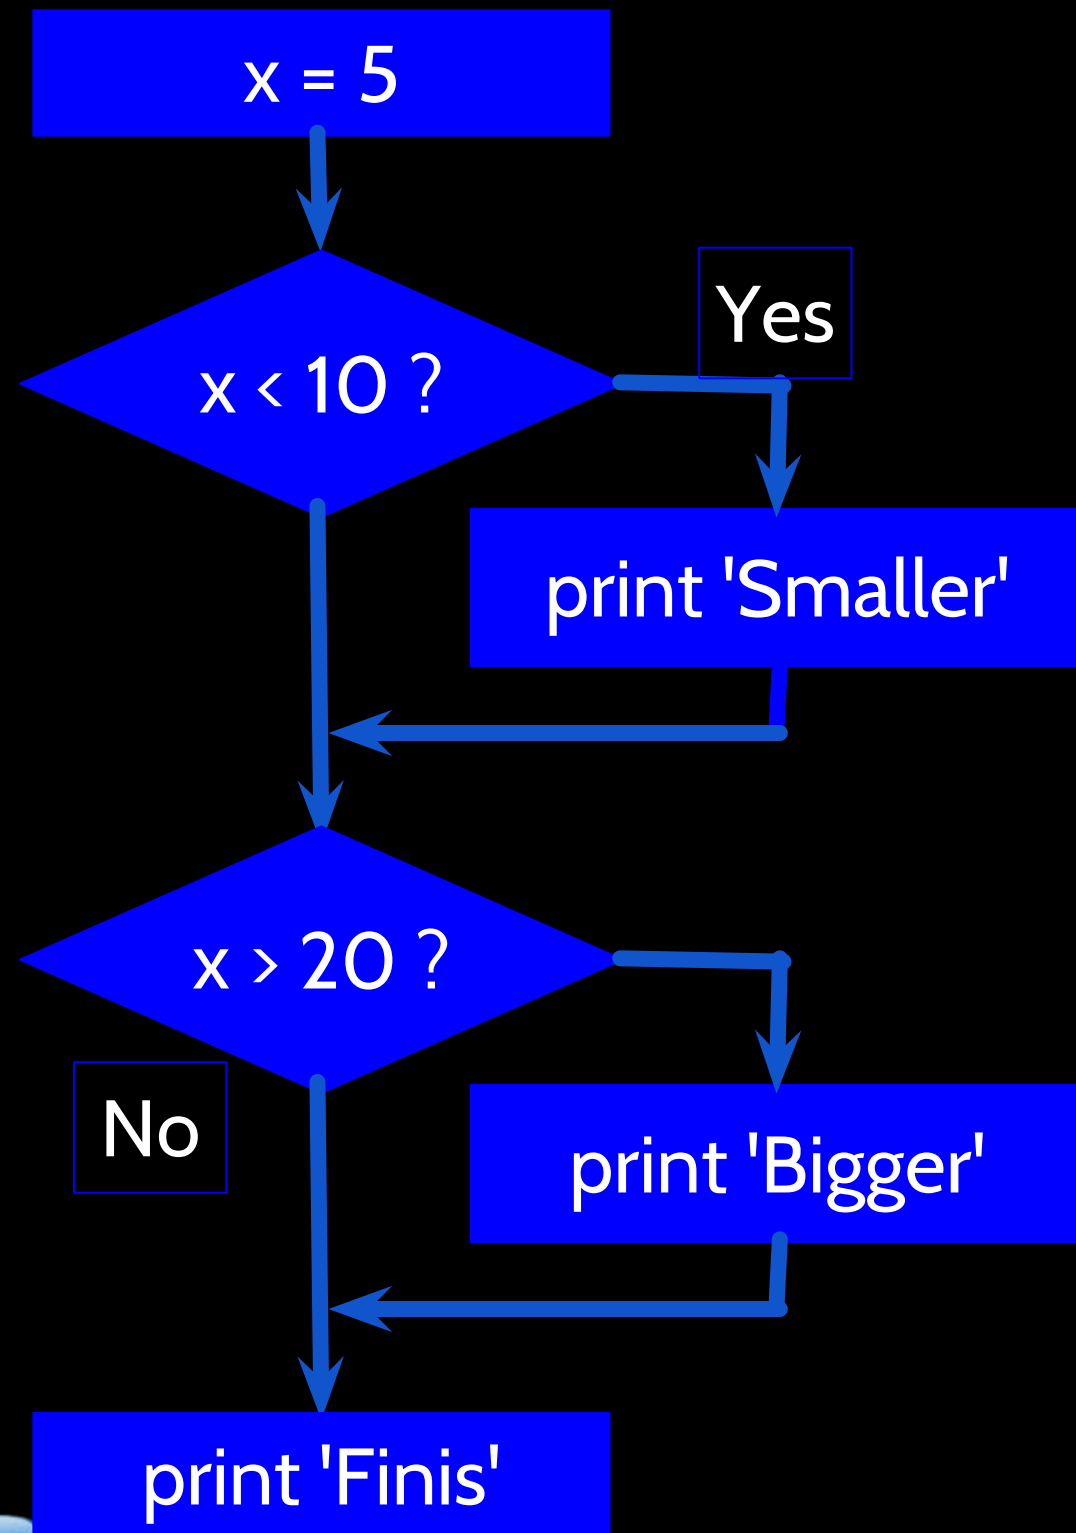 x = 5
x < 10 ?
Yes
print 'Smaller'
x > 20 ?
No
print 'Bigger'
print 'Finis'